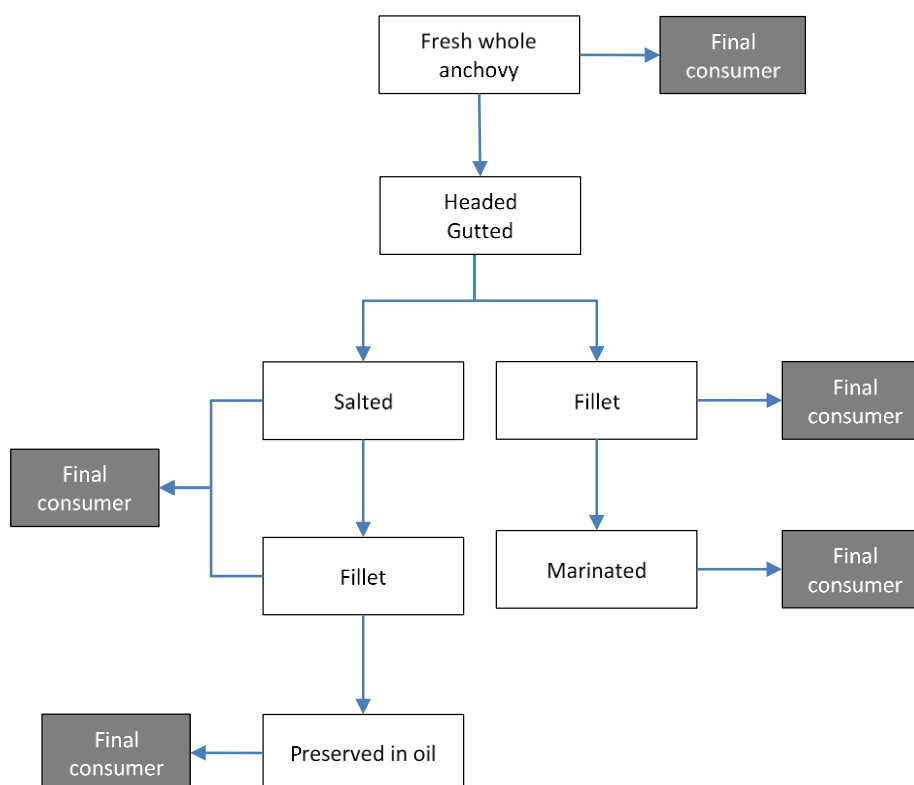 Fresh whole
anchovy
Final
consumer
Headed
Gutted
Salted
Fillet
Final
consumer
Final
consumer
Fillet
Marinated
Final
consumer
Final
consumer
Preserved in oil